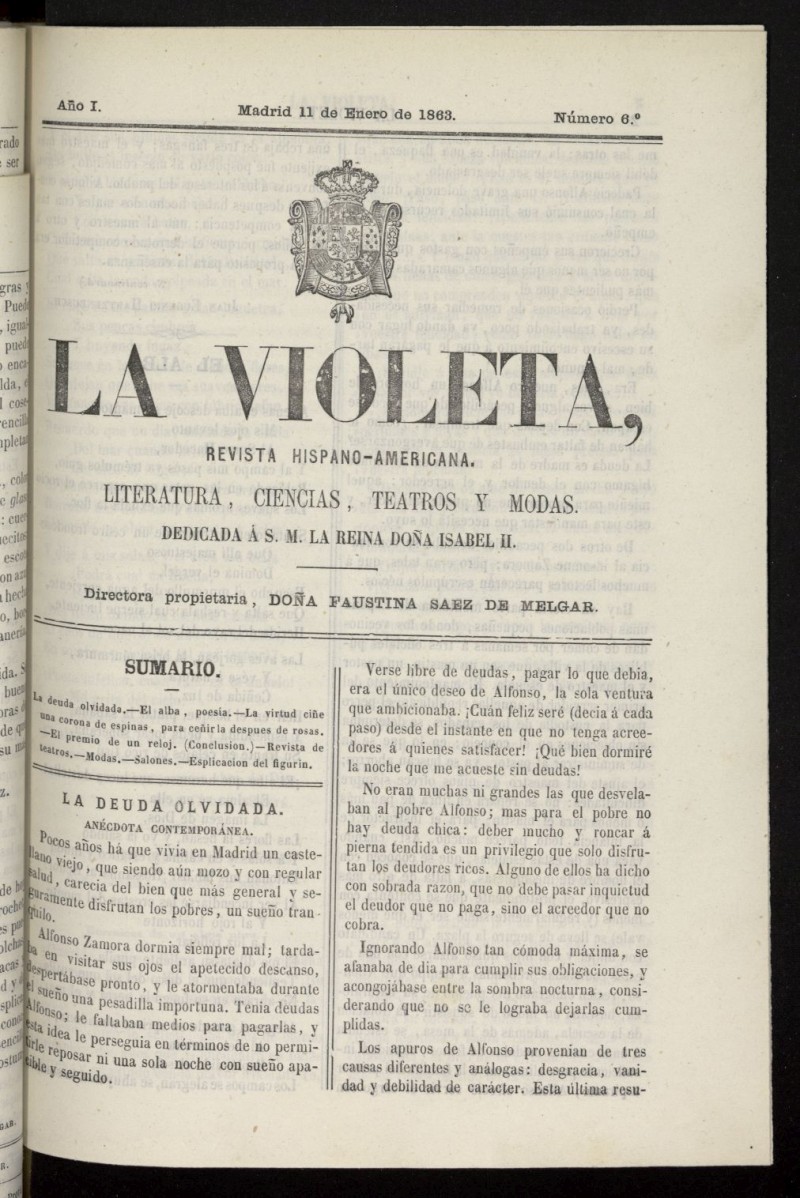 Año I.
Madrid 11 de Enero de 1863.
Número 6.º
LA VIOLETA,
REVISTA HISPANO-AMERICANA.
LITERATURA, CIENCIAS, TEATROS Y MODAS.
DEDICADA Á S. M. LA REINA DOÑA ISABEL II.
Directora propietaria, DOÑA FAUSTINA SAEZ DE MELGAR.
SUMARIO.
La deuda olvidada.—El alba, poesia.—La virtud ciñe
una corona de espinas, para ceñirla despues de rosas.
—El premio de un reloj. (Conclusion.)—Revista de
teatros.—Modas.—Salones.—Esplicacion del figurin.
LA DEUDA OLVIDADA.
ANÉCDOTA CONTEMPORÁNEA.
Pocos años há que vivia en Madrid un caste-
llano viejo, que siendo aún mozo y con regular
salud, carecia del bien que más general y se-
guramente disfrutan los pobres, un sueño tran-
quilo.
Alfonso Zamora dormia siempre mal; tarda-
ba en visitar sus ojos el apetecido descanso,
despertábase pronto, y le atormentaba durante
el sueño una pesadilla importuna. Tenia deudas
Alfonso; le faltaban medios para pagarlas, y
esta idea le perseguia en términos de no permi-
tirle reposar ni una sola noche con sueño apa-
cible y seguido.
Verse libre de deudas, pagar lo que debia,
era el único deseo de Alfonso, la sola ventura
que ambicionaba. ¡Cuán feliz seré (decia á cada
paso) desde el instante en que no tenga acree-
dores á quienes satisfacer! ¡Qué bien dormiré
la noche que me acueste sin deudas!
No eran muchas ni grandes las que desvela-
ban al pobre Alfonso; mas para el pobre no
hay deuda chica: deber mucho y roncar á
pierna tendida es un privilegio que solo disfru-
tan los deudores ricos. Alguno de ellos ha dicho
con sobrada razon, que no debe pasar inquietud
el deudor que no paga, sino el acreedor que no
cobra.
Ignorando Alfonso tan cómoda máxima, se
afanaba de dia para cumplir sus obligaciones, y
acongojábase entre la sombra nocturna, consi-
derando que no se le lograba dejarlas cum-
plidas.
Los apuros de Alfonso provenian de tres
causas diferentes y análogas: desgracia, vani-
dad y debilidad de carácter. Esta última resu-